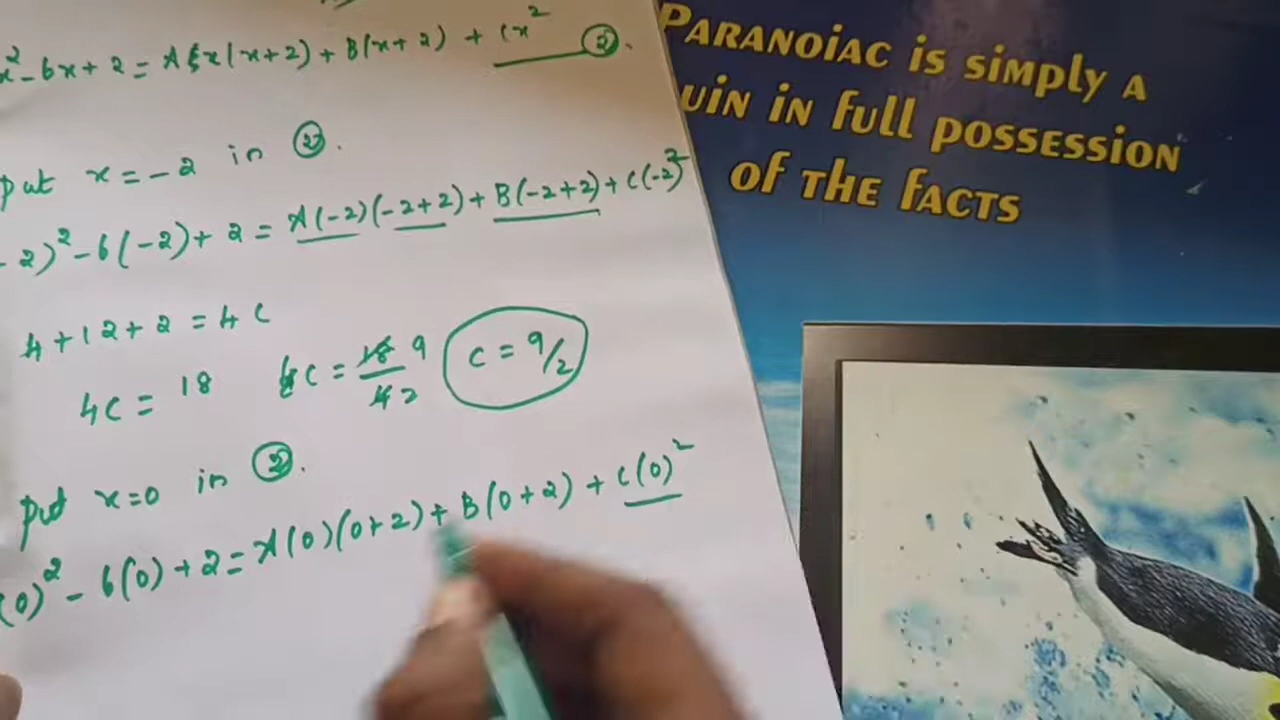 x² - 6x + 2 = A x(x+2) + B(x+2) + Cx² ②.
put x = -2 in ②.
-2)² - 6(-2) + 2 = A(-2)(-2+2) + B(-2+2) + C(-2)²
4 + 12 + 2 = 4C
4C = 18 C = 18/4 9/2 C = 9/2
put x=0 in ②.
(0)² - 6(0) + 2 = A(0)(0+2) + B(0+2) + C(0)²
PARANOIAC is simply A
UIN IN full possession
of THE fACTS